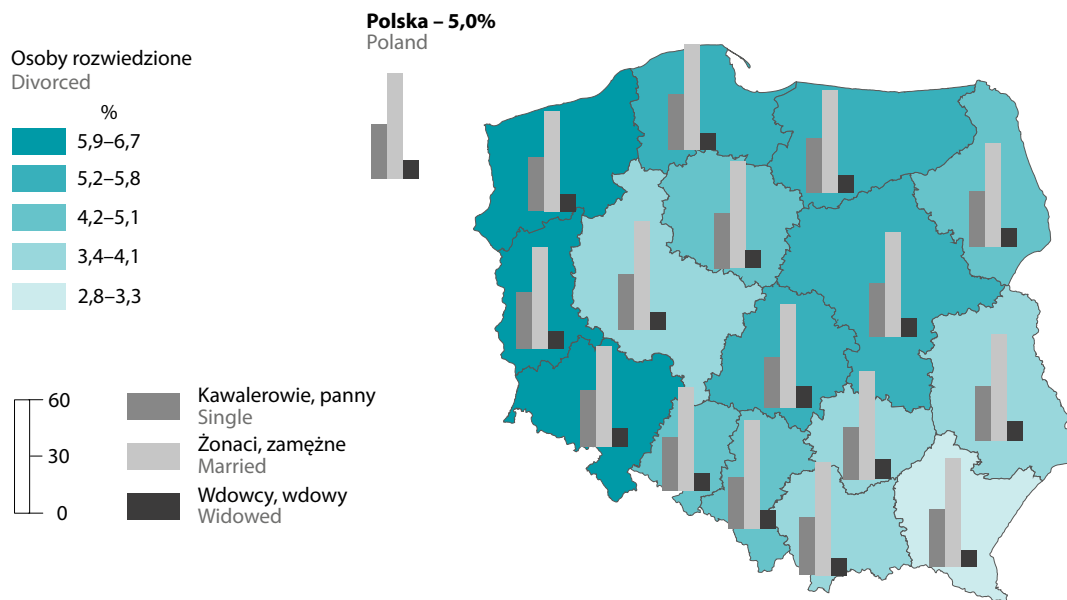 Polska – 5,0%
Poland
Osoby rozwiedzione
Divorced
%
5,9–6,7
5,2–5,8
4,2–5,1
3,4–4,1
2,8–3,3
60
30
0
Kawalerowie, panny
Single
Żonaci, zamężne
Married
Wdowcy, wdowy
Widowed